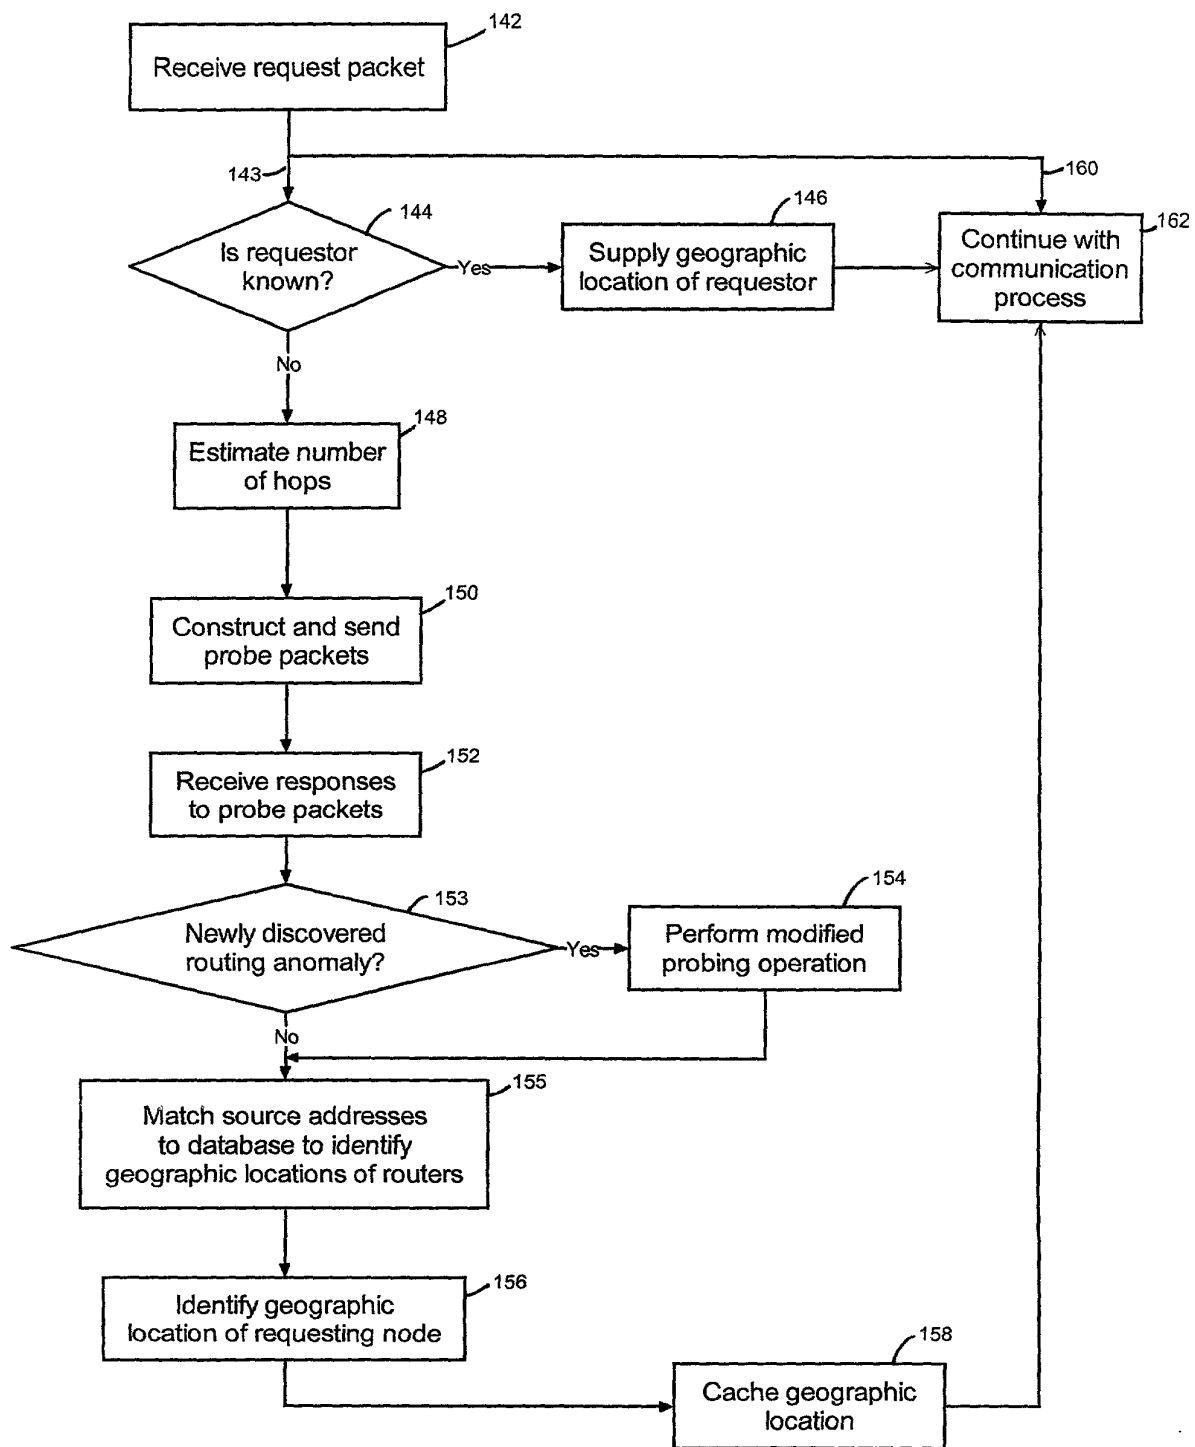 142
Receive request packet
143
160
144
146
162
Is requestor
known?
Yes
Supply geographic
location of requestor
Continue with
communication
process
No
148
Estimate number
of hops
150
Construct and send
probe packets
152
Receive responses
to probe packets
153
154
Newly discovered
routing anomaly?
Yes
Perform modified
probing operation
No
155
Match source addresses
to database to identify
geographic locations of routers
156
Identify geographic
location of requesting node
158
Cache geographic
location